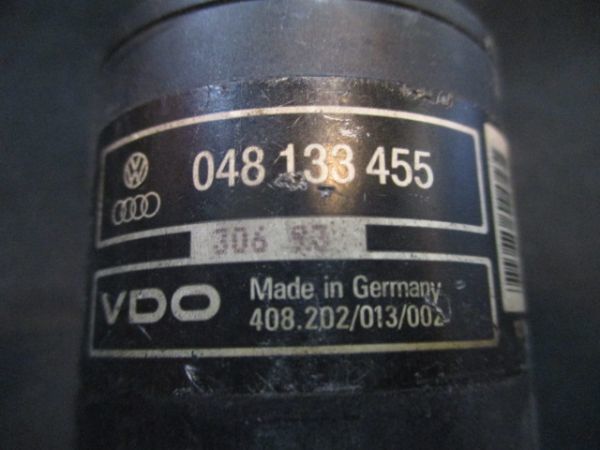 048 133 455
306 93
VDO
Made in Germany
408.202/013/002